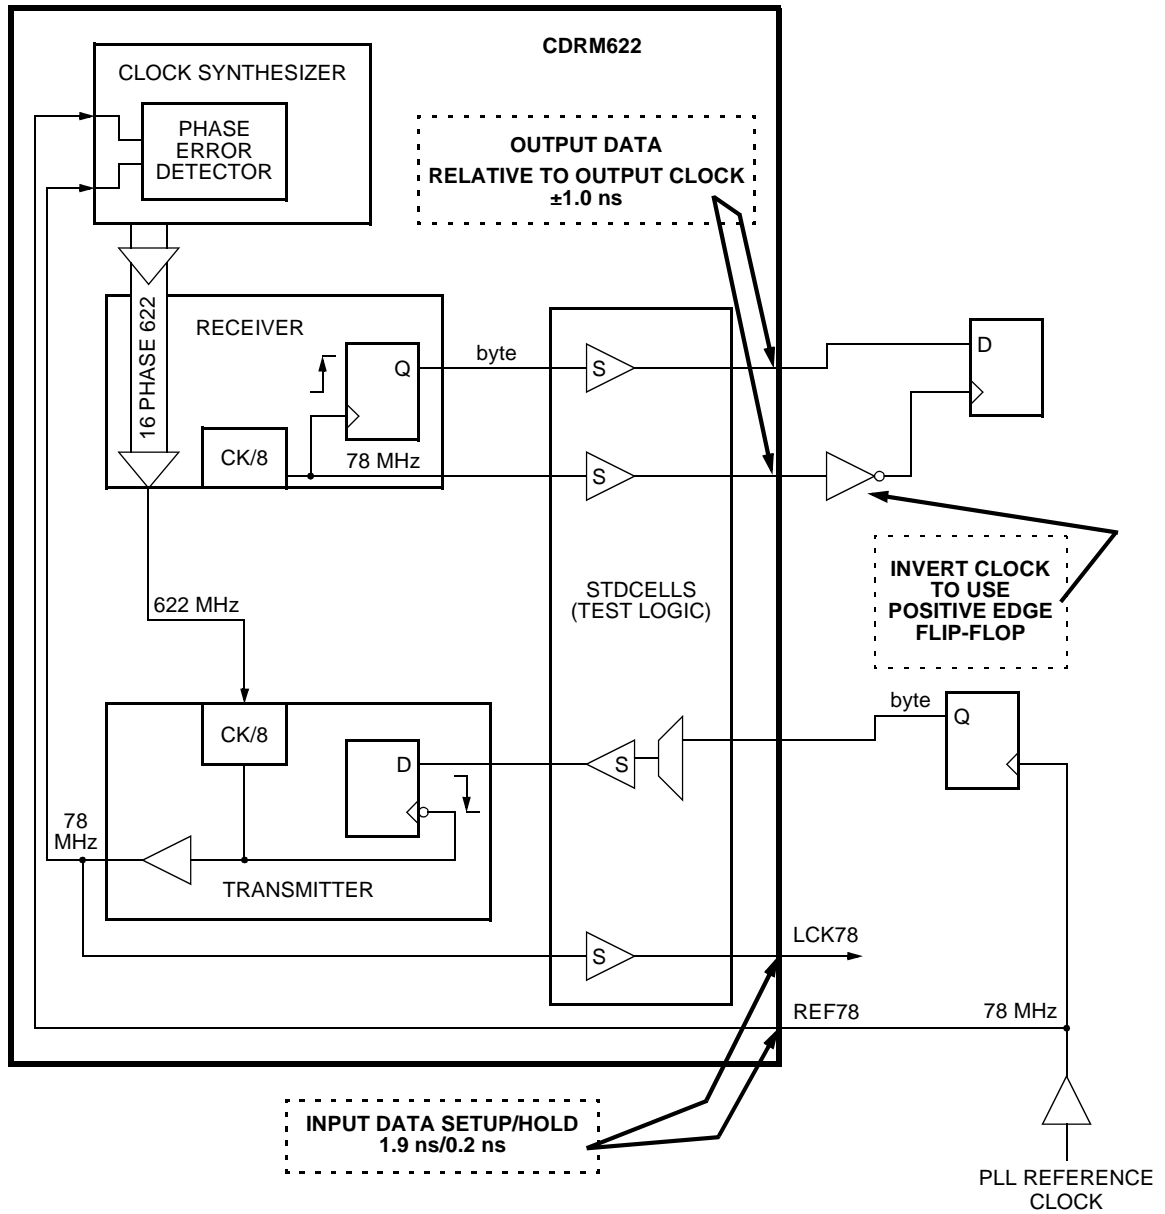 CDRM622
CLOCK SYNTHESIZER
PHASE
ERROR
DETECTOR
OUTPUT DATA
RELATIVE TO OUTPUT CLOCK
±1.0 ns
16 PHASE 622
RECEIVER
Q
byte
S
D
CK/8
78 MHz
S
INVERT CLOCK
TO USE
POSITIVE EDGE
FLIP-FLOP
STDCELLS
(TEST LOGIC)
622 MHz
byte
Q
CK/8
D
S
78
MHz
TRANSMITTER
S
LCK78
REF78
78 MHz
INPUT DATA SETUP/HOLD
1.9 ns/0.2 ns
PLL REFERENCE
CLOCK